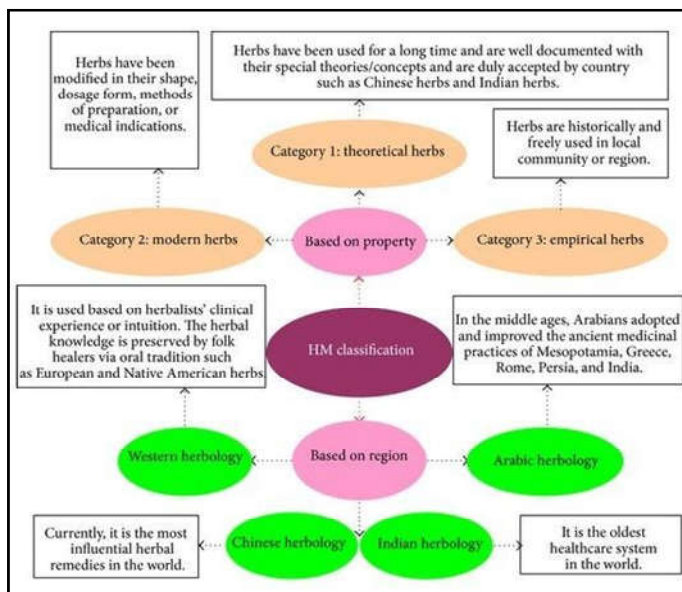 Herbs have been
modified in their shape,
dosage form, methods
of preparation, or
medical indications.
Herbs have been used for a long time and are well documented with
their special theories/concepts and are duly accepted by country
such as Chinese herbs and Indian herbs.
Herbs are historically and
freely used in local
community or region.
Category 1: theoretical herbs
Category 2: modern herbs
Based on property
Category 3: empirical herbs
It is used based on herbalists' clinical
experience or intuition. The herbal
knowledge is preserved by folk
healers via oral tradition such
as European and Native American herbs
HM classification
In the middle ages, Arabians adopted
and improved the ancient medicinal
practices of Mesopotamia, Greece,
Rome, Persia, and India.
Western herbology
Based on region
Arabic herbology
Currently, it is the most
influential herbal
remedies in the world.
Chinese herbology
Indian herbology
It is the oldest
healthcare system
in the world.